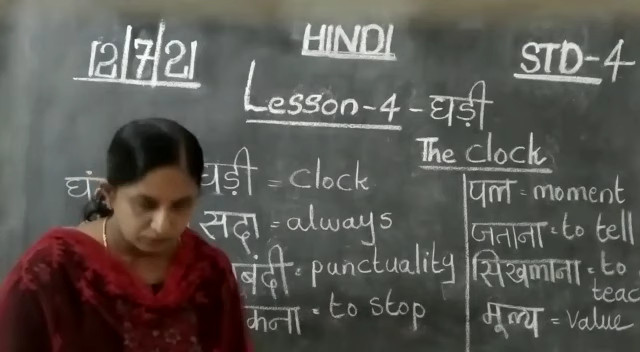 12/7/21
HINDI
STD-4
Lesson-4-घड़ी
The clock
घड़ी = clock
सदा = always
punctuality
to stop
पल = moment
जताना = to tell
सिखलाना = to
teac
मूल्य = value